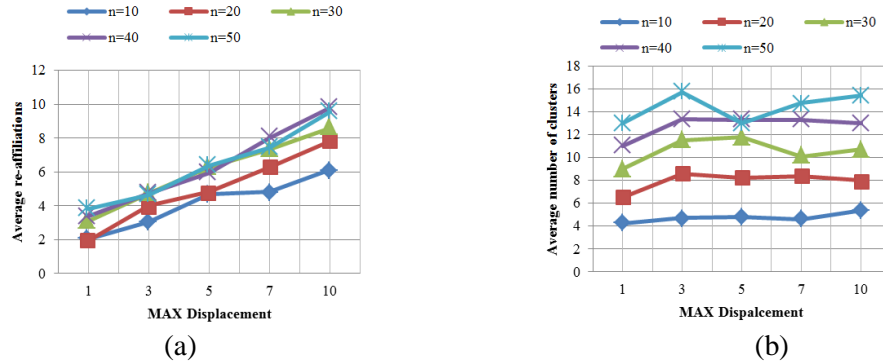 n=10 n=20 n=30
n=40 n=50
12
10
8
6
4
2
0
Average re-affiliations
1 3 5 7 10
MAX Displacement
(a)
n=10 n=20 n=30
n=40 n=50
18
16
14
12
10
8
6
4
2
0
Average number of clusters
1 3 5 7 10
MAX Dispalcement
(b)